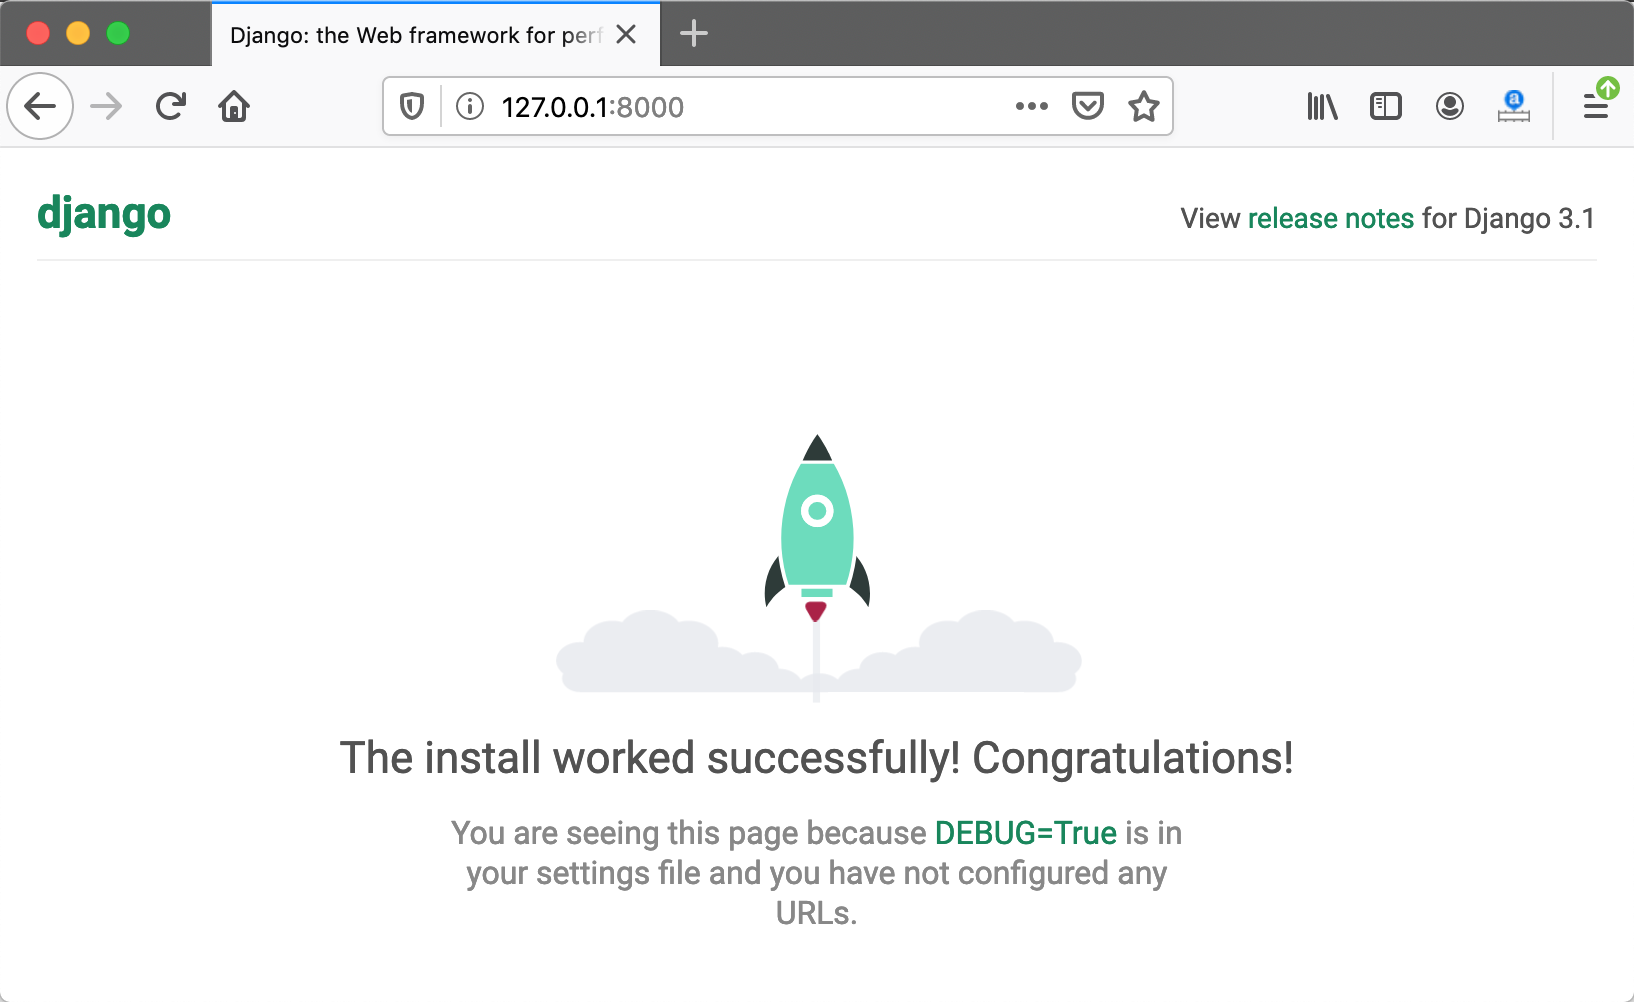 Django: the Web framework for perf
127.0.0.1:8000
a
django
View release notes for Django 3.1
The install worked successfully! Congratulations!
You are seeing this page because DEBUG=True is in
your settings file and you have not configured any
URLs.